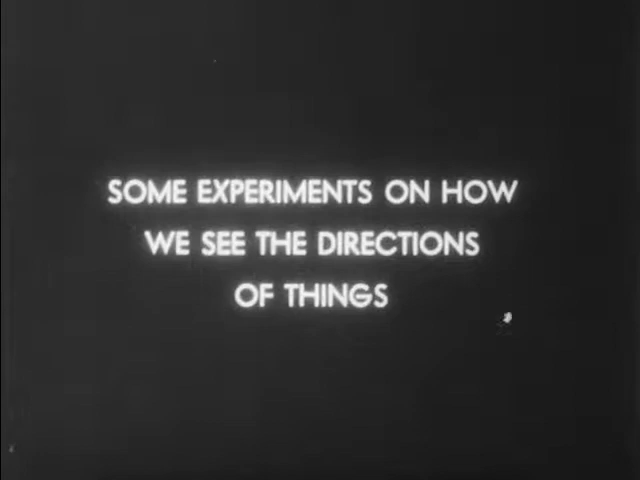 SOME EXPERIMENTS ON HOW
WE SEE THE DIRECTIONS
OF THINGS